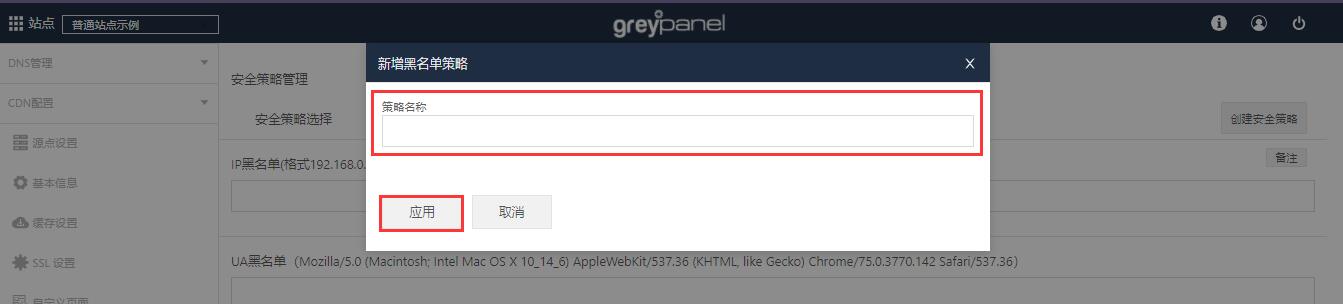 站点 普通站点示例 greypanel
DNS管理
CDN配置
源点设置
基本信息
缓存设置
SSL 设置
自定义页面
安全策略管理
安全策略选择 创建安全策略
IP黑名单(格式192.168.0. 备注
新增黑名单策略 X
策略名称
应用 取消
UA黑名单（Mozilla/5.0 (Macintosh; Intel Mac OS X 10_14_6) AppleWebKit/537.36 (KHTML, like Gecko) Chrome/75.0.3770.142 Safari/537.36）